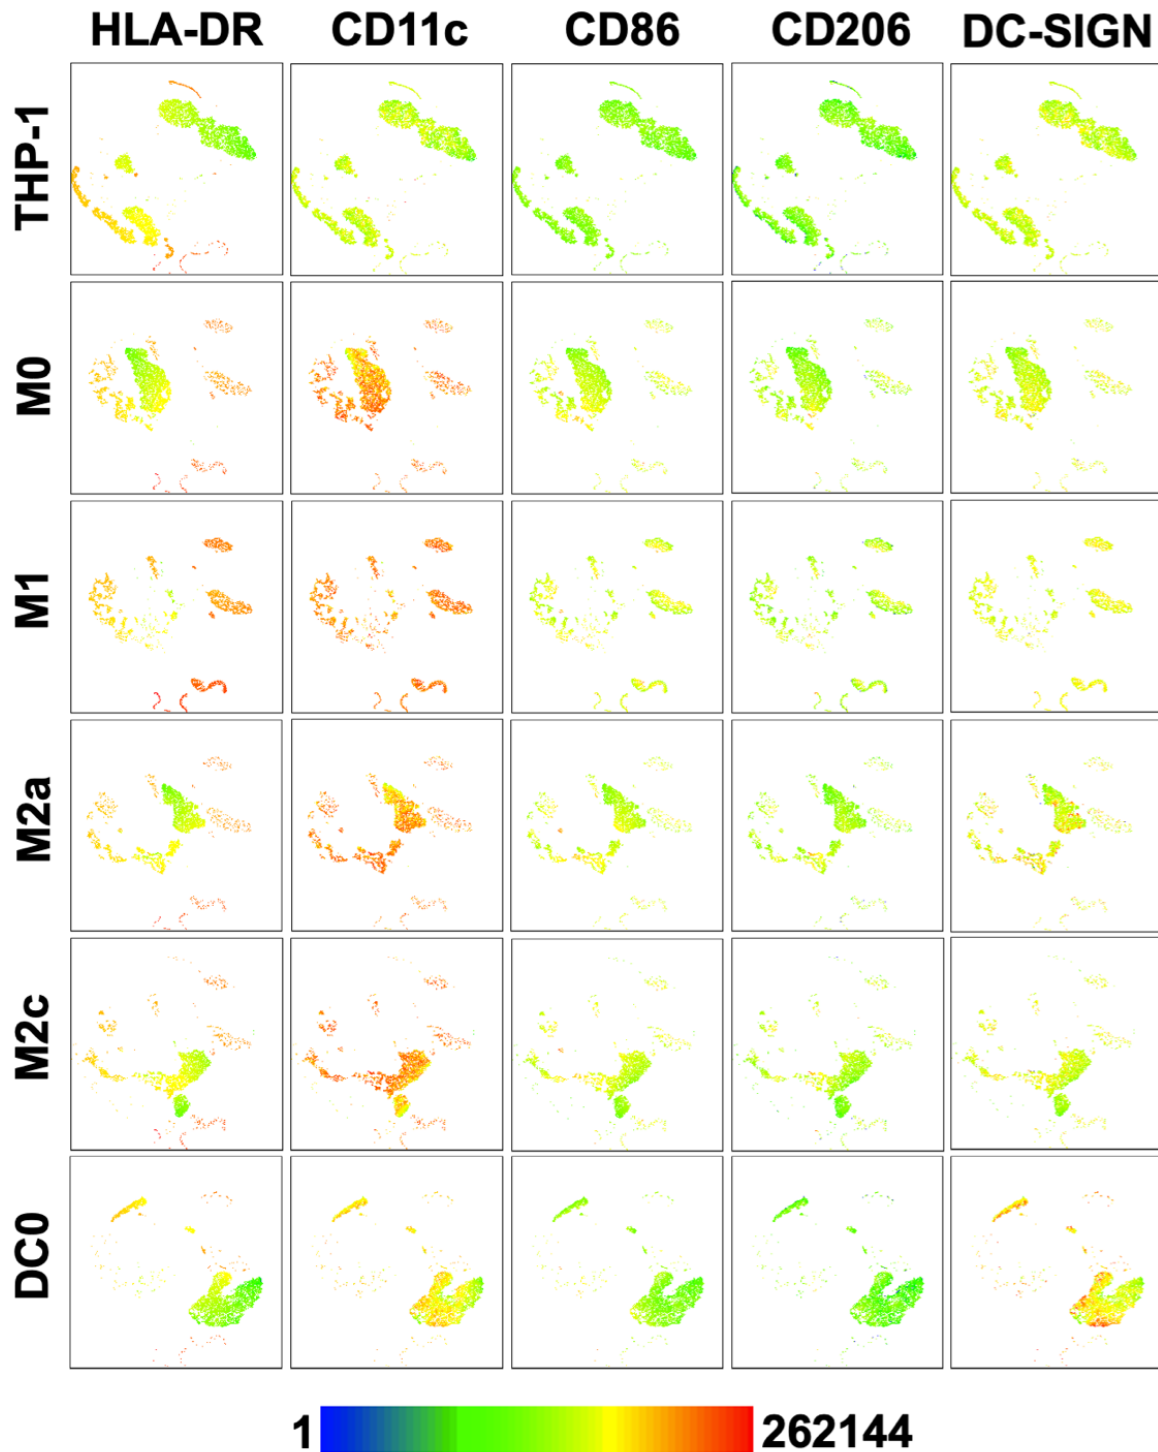 HLA-DR CD11c CD86 CD206 DC-SIGN
THP-1
M0
M1
M2a
M2c
DC0
1 262144